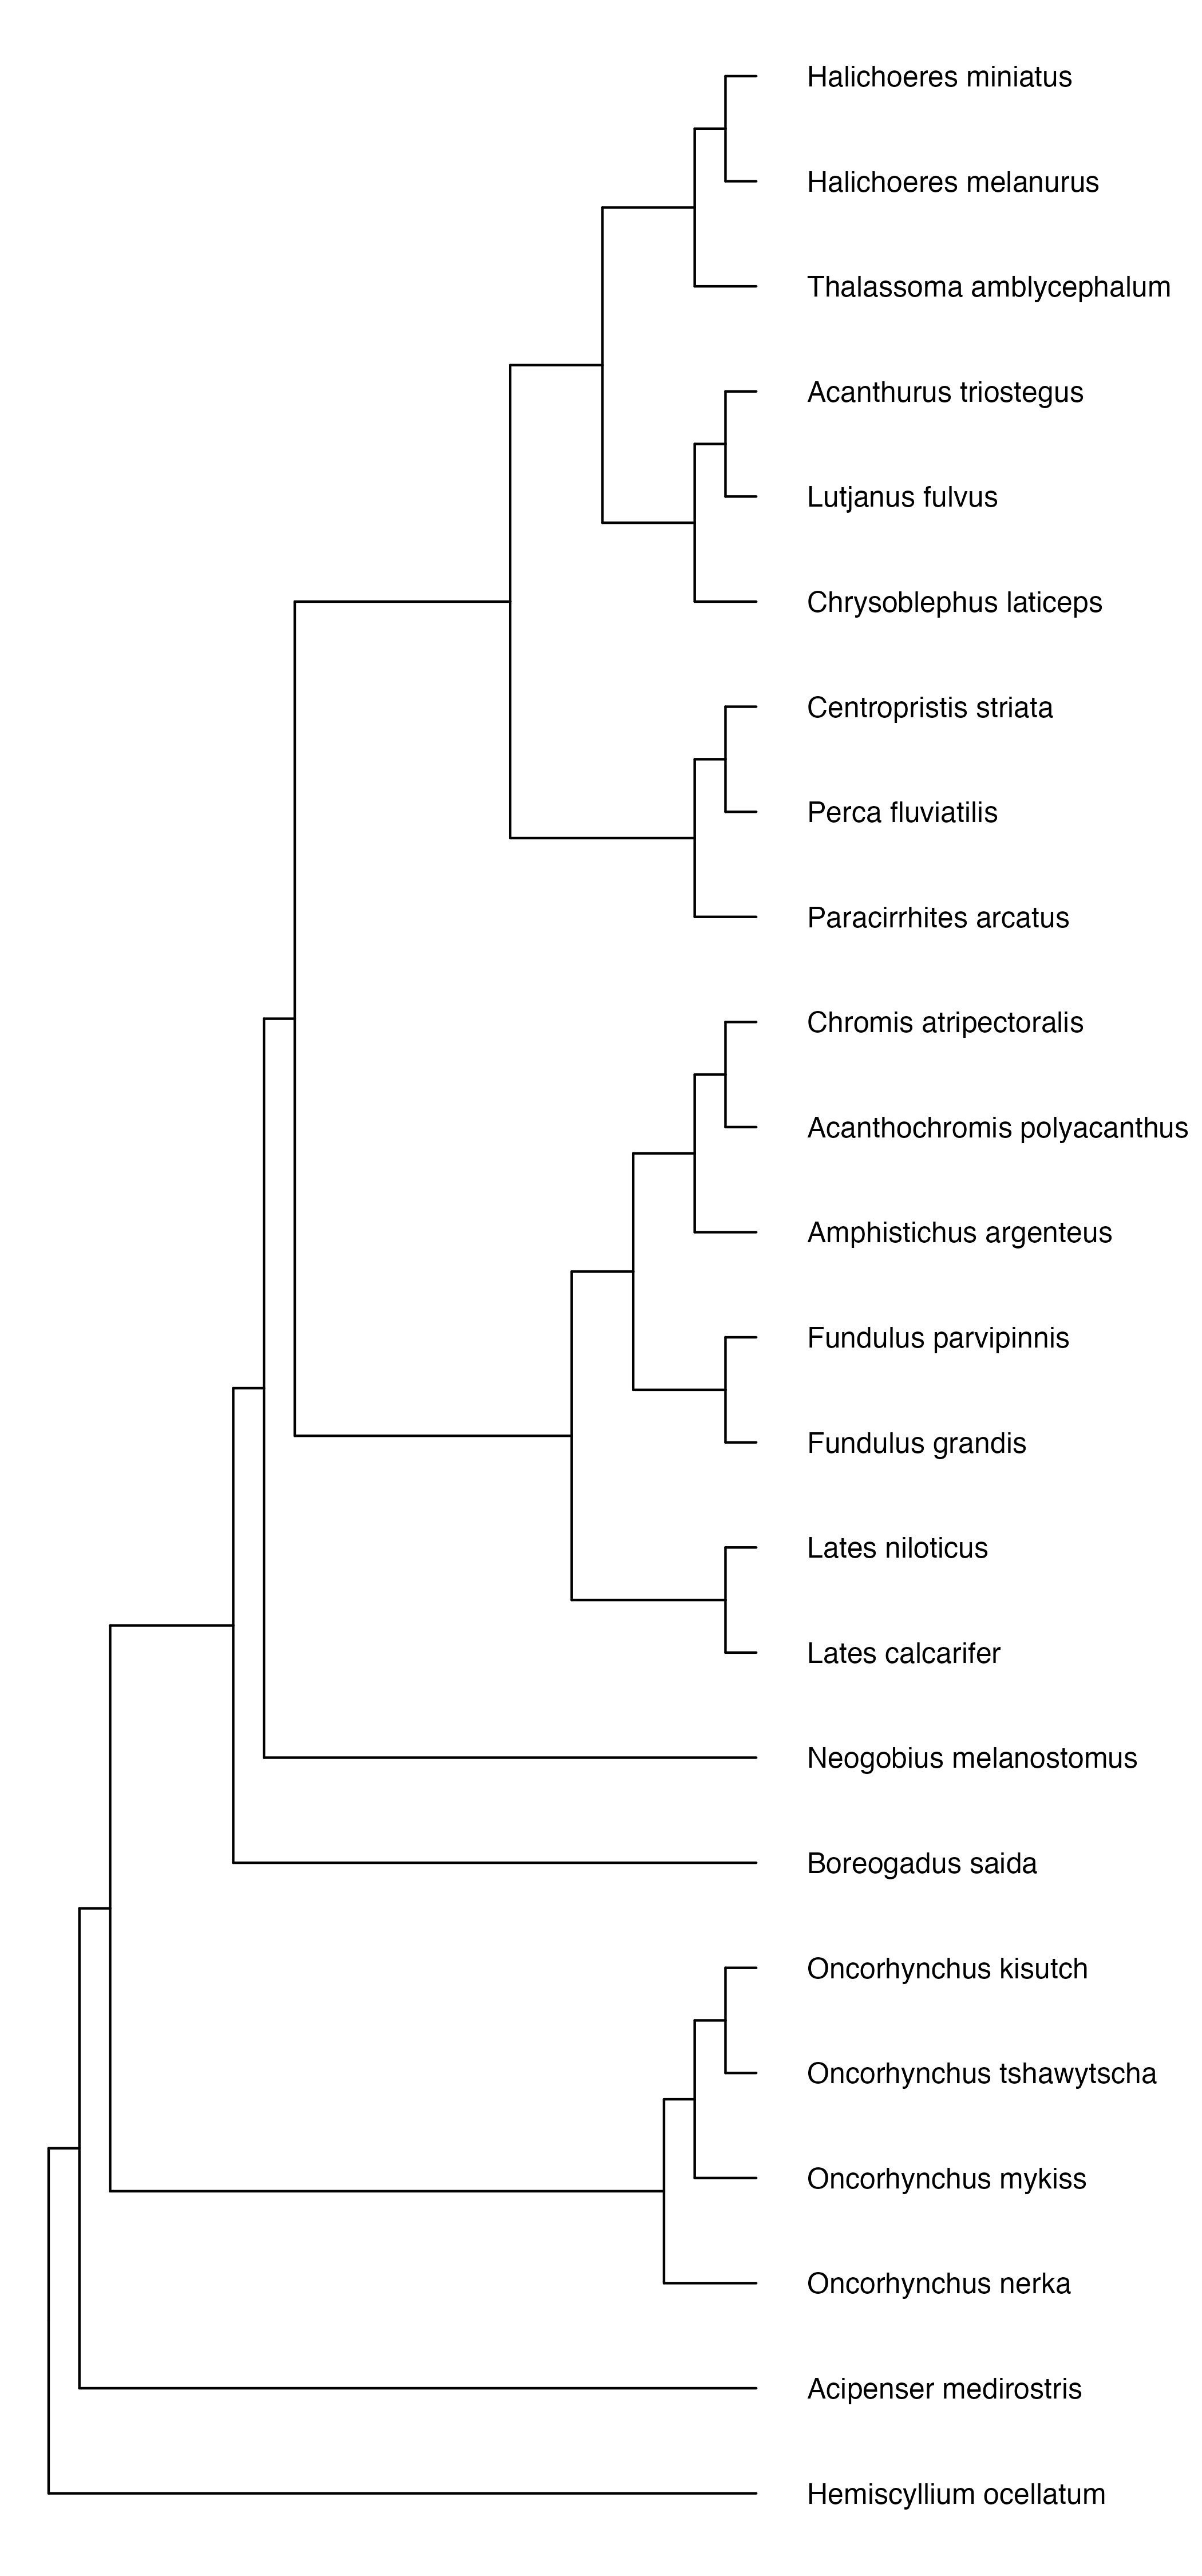 Halichoeres miniatus
Halichoeres melanurus
Thalassoma amblycephalum
Acanthurus triostegus
Lutjanus fulvus
Chrysoblephus laticeps
Centropristis striata
Perca fluviatilis
Paracirrhites arcatus
Chromis atripectoralis
Acanthochromis polyacanthus
Amphistichus argenteus
Fundulus parvipinnis
Fundulus grandis
Lates niloticus
Lates calcarifer
Neogobius melanostomus
Boreogadus saida
Oncorhynchus kisutch
Oncorhynchus tshawytscha
Oncorhynchus mykiss
Oncorhynchus nerka
Acipenser medirostris
Hemiscyllium ocellatum